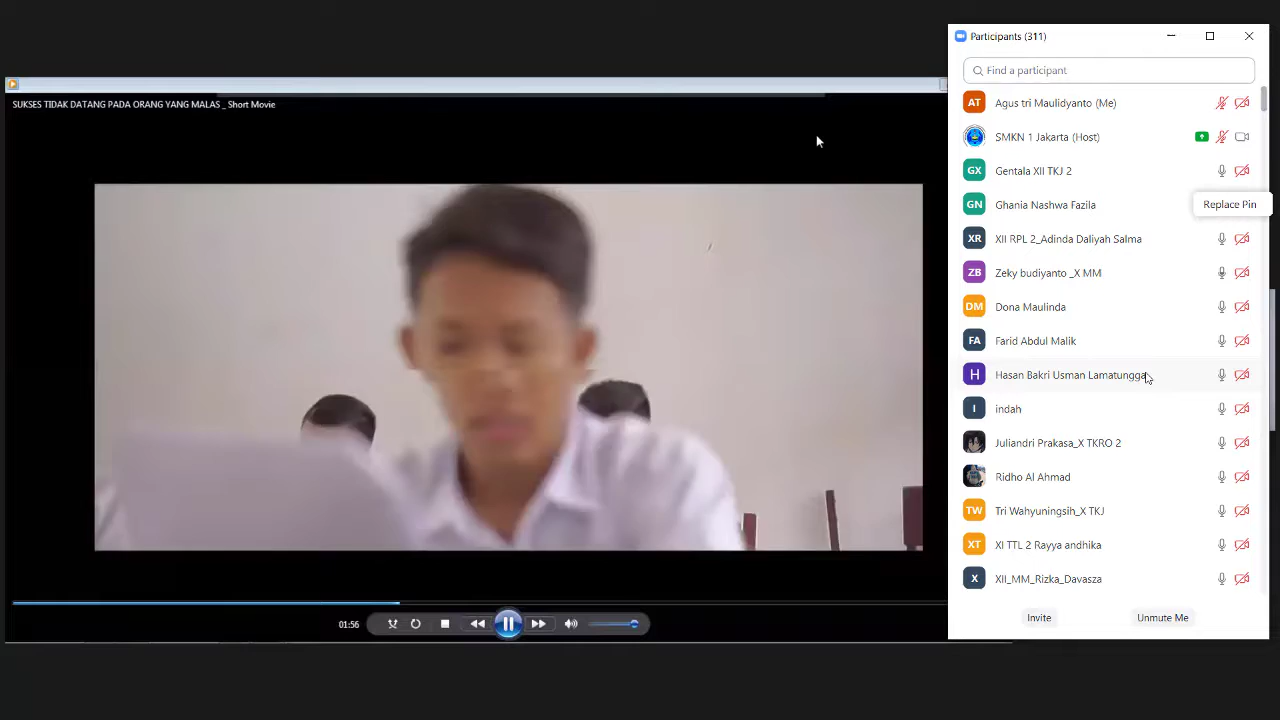 Participants (311)
Find a participant
SUKSES TIDAK DATANG PADA ORANG YANG MALAS _ Short Movie
AT Agus tri Maulidyanto (Me)
SMKN 1 Jakarta (Host)
GX Gentala XII TKJ 2
GN Ghania Nashwa Fazila
Replace Pin
XR XII RPL 2_Adinda Daliyah Salma
ZB Zeky budiyanto _X MM
DM Dona Maulinda
FA Farid Abdul Malik
H Hasan Bakri Usman Lamatungga
I indah
Juliandri Prakasa_X TKRO 2
Ridho Al Ahmad
TW Tri Wahyuningsih_X TKJ
XT XI TTL 2 Rayya andhika
X XII_MM_Rizka_Davasza
01:56
Invite
Unmute Me